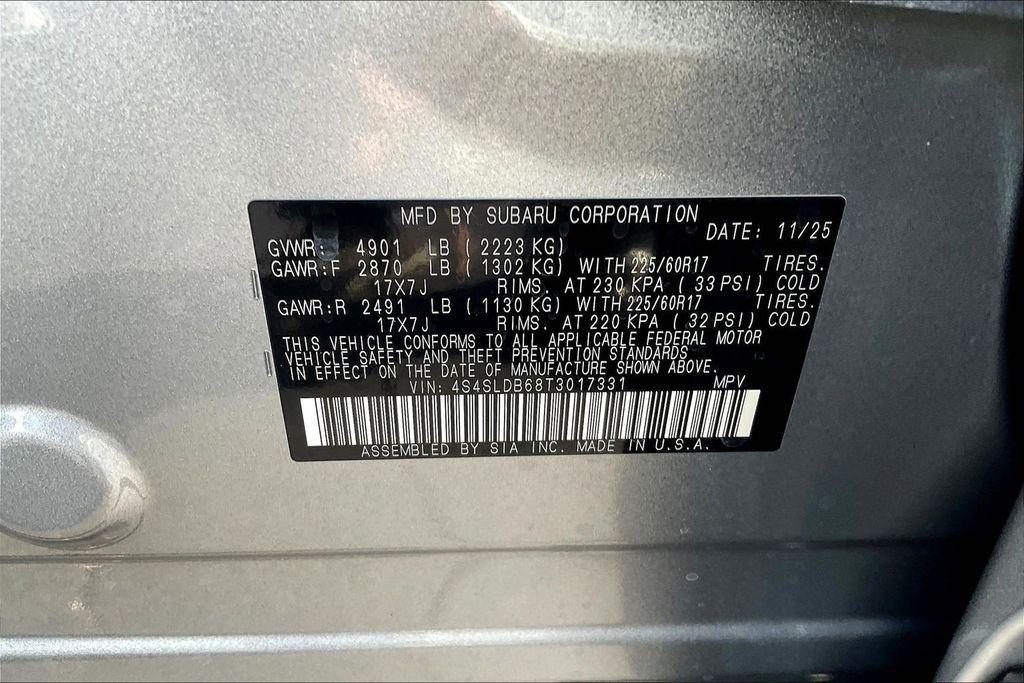 MFD BY SUBARU CORPORATION
DATE: 11/25
GVWR: 4901 LB ( 2223 KG)
GAWR:F 2870 LB ( 1302 KG) WITH 225/60R17 TIRES.
17X7J RIMS. AT 230 KPA ( 33 PSI) COLD
GAWR:R 2491 LB ( 1130 KG) WITH 225/60R17 TIRES.
17X7J RIMS. AT 220 KPA ( 32 PSI) COLD
THIS VEHICLE CONFORMS TO ALL APPLICABLE FEDERAL MOTOR
VEHICLE SAFETY AND THEFT PREVENTION STANDARDS
IN EFFECT ON THE DATE OF MANUFACTURE SHOWN ABOVE.
VIN: 4S4SLDB68T3017331 MPV
ASSEMBLED BY SIA INC. MADE IN U.S.A.